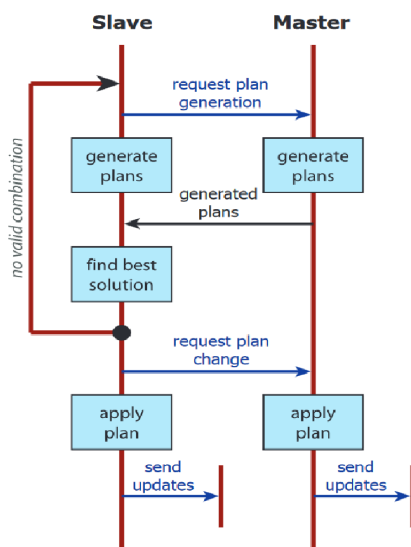 Slave
Master
request plan
generation
generate
plans
generate
plans
generated
plans
no valid combination
find best
solution
request plan
change
apply
plan
apply
plan
send
updates
send
updates